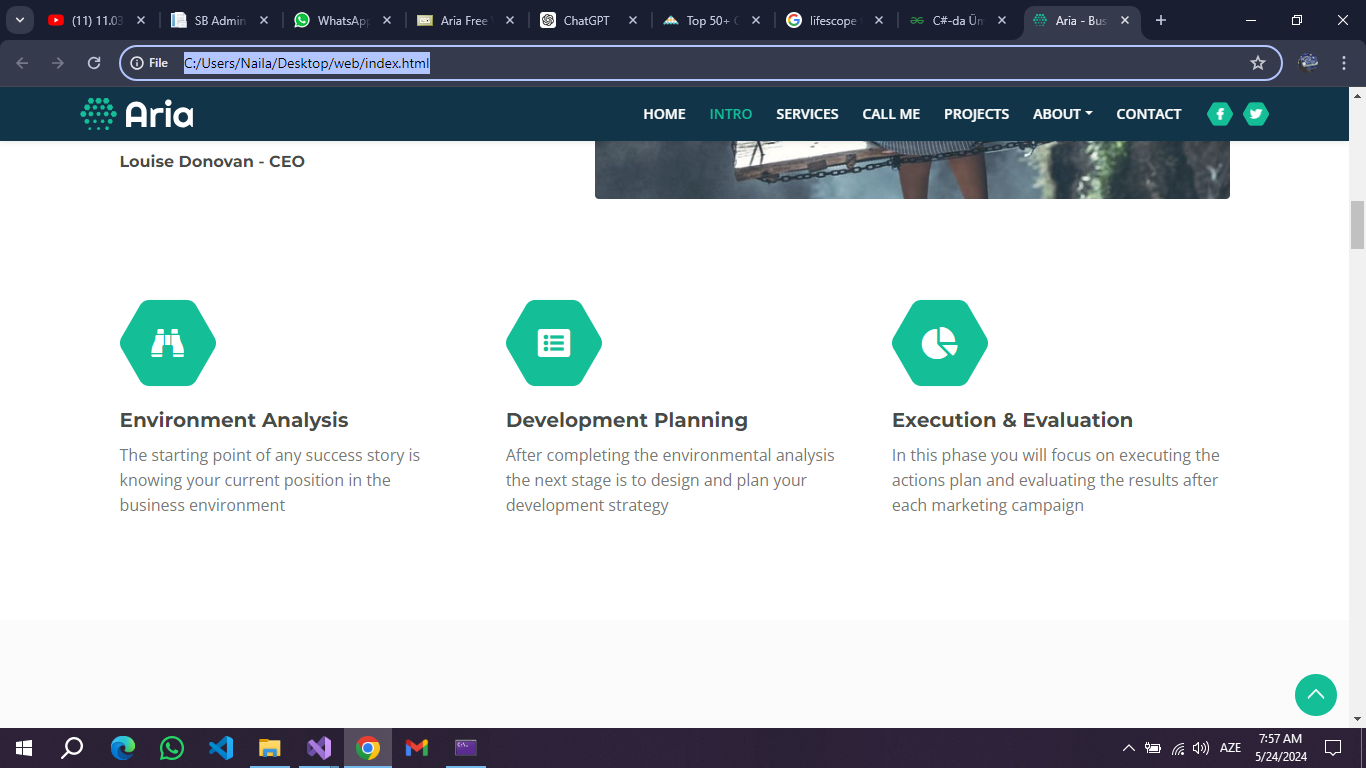 (11) 11.03
SB Admin
WhatsApp
Aria Free
ChatGPT
Top 50+
lifescope
C#-da Üm
Aria - Bus
File
C:/Users/Naila/Desktop/web/index.html
Aria
HOME
INTRO
SERVICES
CALL ME
PROJECTS
ABOUT
CONTACT
Louise Donovan - CEO
Environment Analysis
The starting point of any success story is
knowing your current position in the
business environment
Development Planning
After completing the environmental analysis
the next stage is to design and plan your
development strategy
Execution & Evaluation
In this phase you will focus on executing the
actions plan and evaluating the results after
each marketing campaign
AZE
7:57 AM
5/24/2024